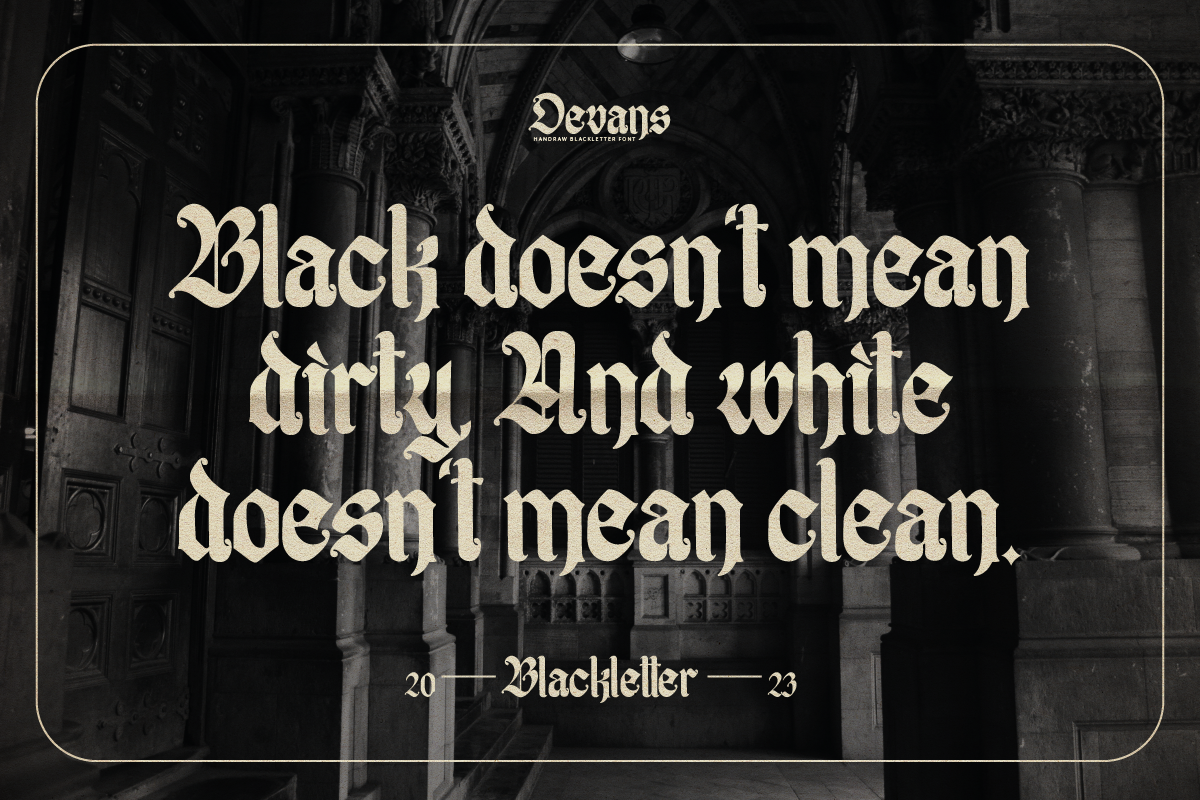 Devans
HANDRAW BLACKLETTER FONT
Black doesn't mean
dirty And white
doesn't mean clean.
20 Blackletter 23